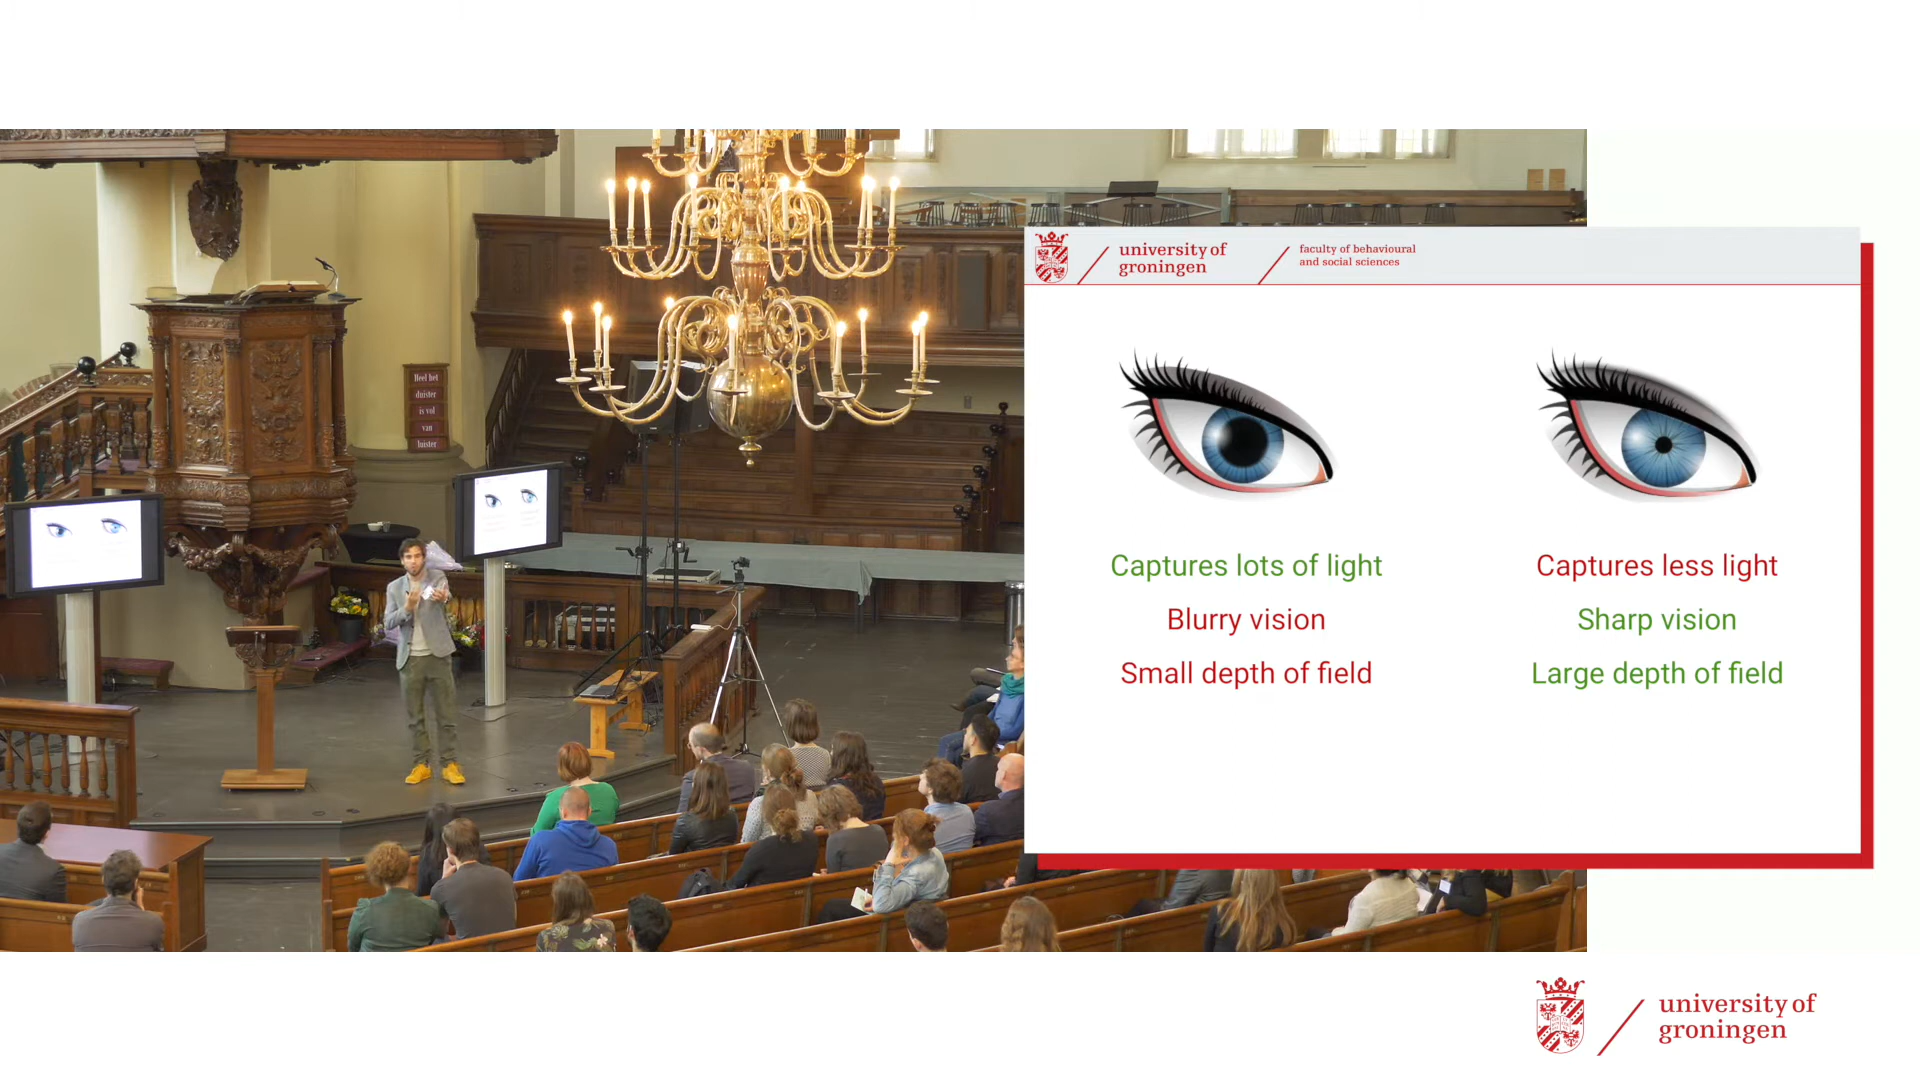 Heel het
duister
is vol
van
luister
university of
groningen
faculty of behavioural
and social sciences
Captures lots of light
Blurry vision
Small depth of field
Captures less light
Sharp vision
Large depth of field
university of
groningen